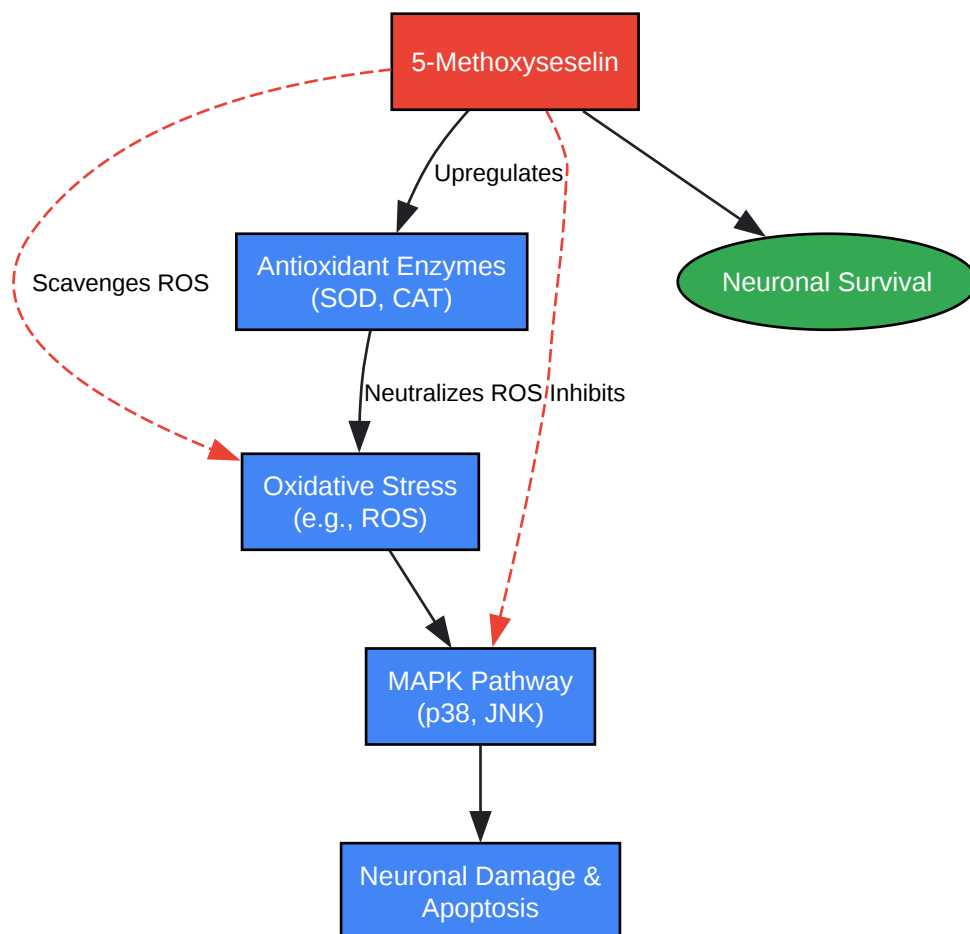 5-Methoxyseselin
Upregulates
Antioxidant Enzymes
(SOD, CAT)
Neuronal Survival
Scavenges ROS
Neutralizes ROS
Inhibits
Oxidative Stress
(e.g., ROS)
MAPK Pathway
(p38, JNK)
Neuronal Damage &
Apoptosis